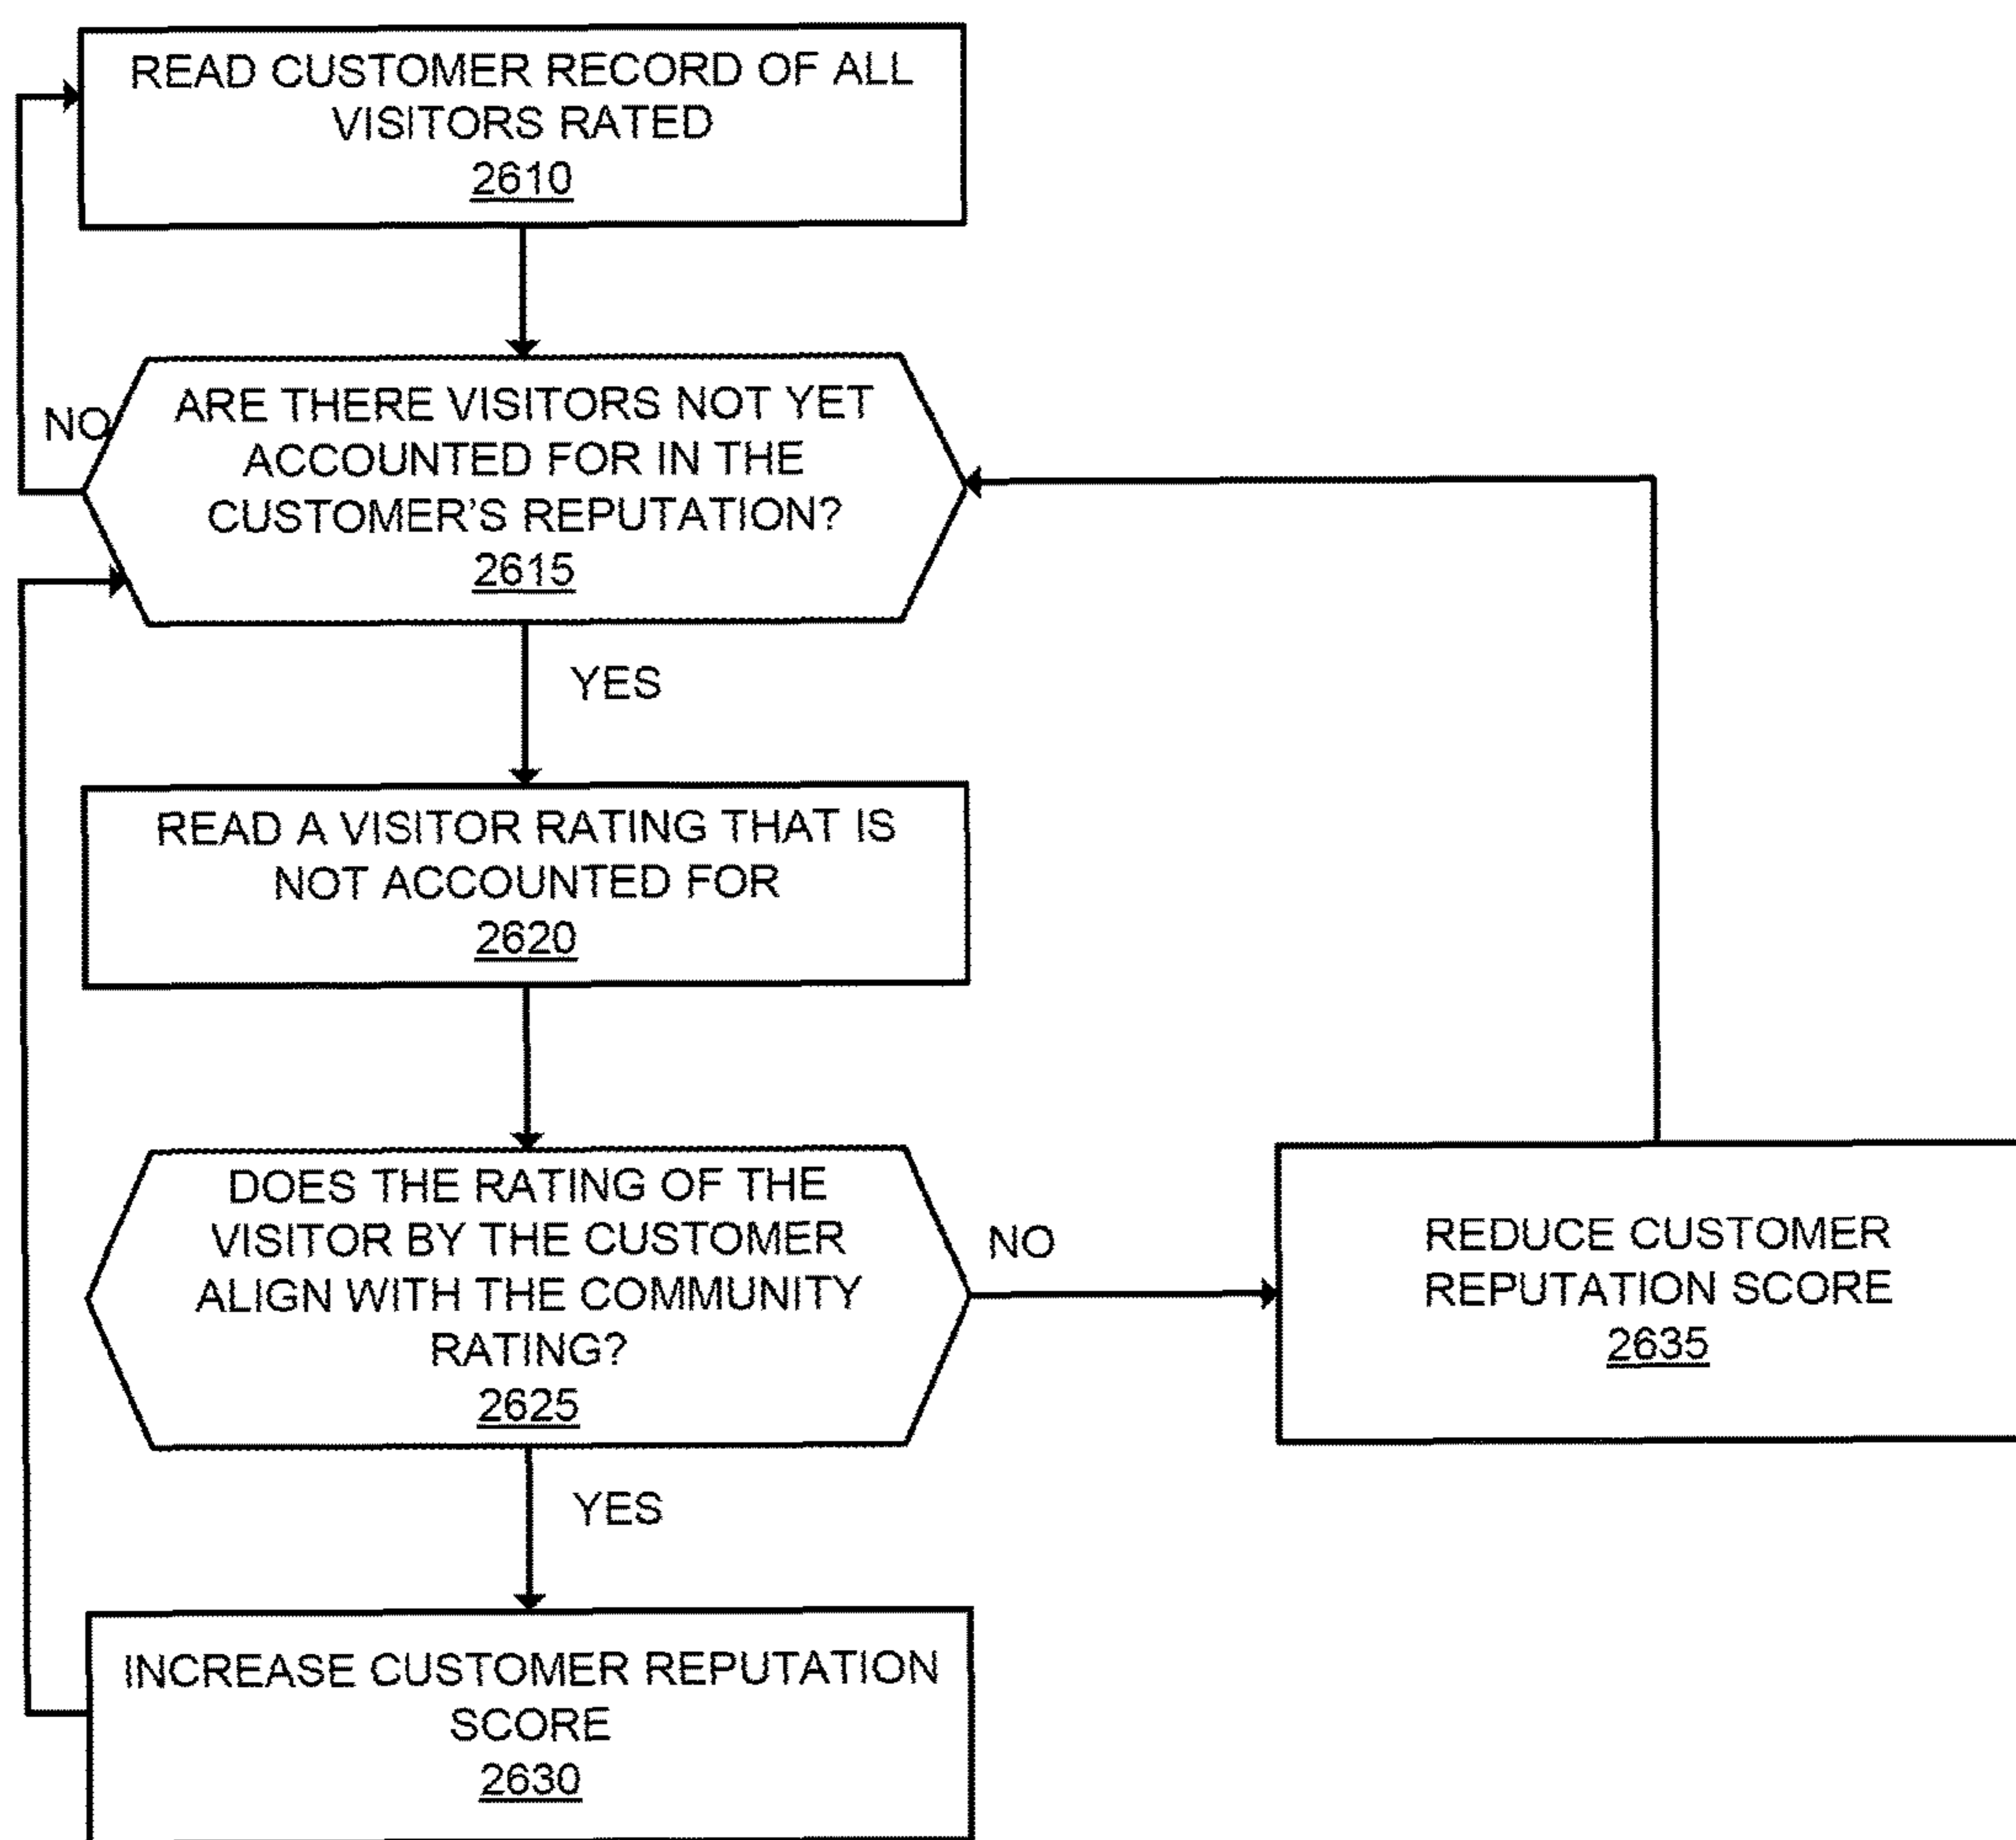 READ CUSTOMER RECORD OF ALL
VISITORS RATED
2610
NO
ARE THERE VISITORS NOT YET
ACCOUNTED FOR IN THE
CUSTOMER'S REPUTATION?
2615
YES
READ A VISITOR RATING THAT IS
NOT ACCOUNTED FOR
2620
DOES THE RATING OF THE
VISITOR BY THE CUSTOMER
ALIGN WITH THE COMMUNITY
RATING?
2625
NO
REDUCE CUSTOMER
REPUTATION SCORE
2635
YES
INCREASE CUSTOMER REPUTATION
SCORE
2630